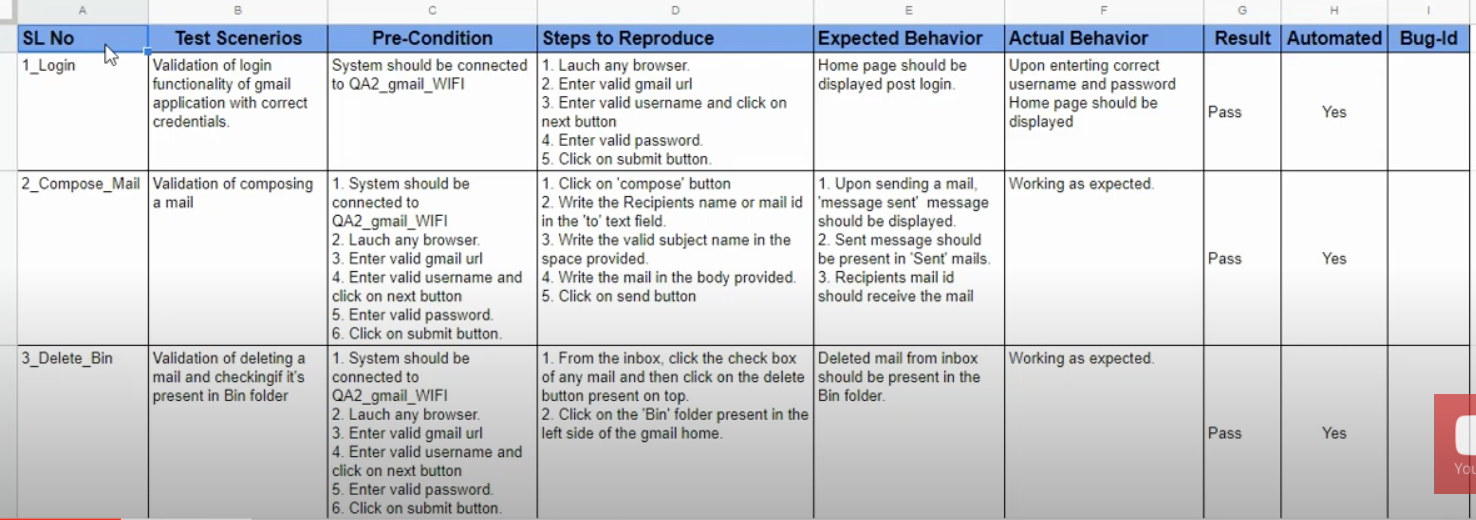 A B C D E F G H I
SL No Test Scenerios Pre-Condition Steps to Reproduce Expected Behavior Actual Behavior Result Automated Bug-Id
1_Login
Validation of login
functionality of gmail
application with correct
credentials.
System should be connected
to QA2_gmail_WIFI
1. Lauch any browser.
2. Enter valid gmail url
3. Enter valid username and click on
next button
4. Enter valid password.
5. Click on submit button.
Home page should be
displayed post login.
Upon enterting correct
username and password
Home page should be
displayed
Pass
Yes
2_Compose_Mail
Validation of composing
a mail
1. System should be
connected to
QA2_gmail_WIFI
2. Lauch any browser.
3. Enter valid gmail url
4. Enter valid username and
click on next button
5. Enter valid password.
6. Click on submit button.
1. Click on 'compose' button
2. Write the Recipients name or mail id
in the 'to' text field.
3. Write the valid subject name in the
space provided.
4. Write the mail in the body provided.
5. Click on send button
1. Upon sending a mail,
'message sent' message
should be displayed.
2. Sent message should
be present in 'Sent' mails.
3. Recipients mail id
should receive the mail
Working as expected.
Pass
Yes
3_Delete_Bin
Validation of deleting a
mail and checkingif it's
present in Bin folder
1. System should be
connected to
QA2_gmail_WIFI
2. Lauch any browser.
3. Enter valid gmail url
4. Enter valid username and
click on next button
5. Enter valid password.
6. Click on submit button.
1. From the inbox, click the check box
of any mail and then click on the delete
button present on top.
2. Click on the 'Bin' folder present in the
left side of the gmail home.
Deleted mail from inbox
should be present in the
Bin folder.
Working as expected.
Pass
Yes
You